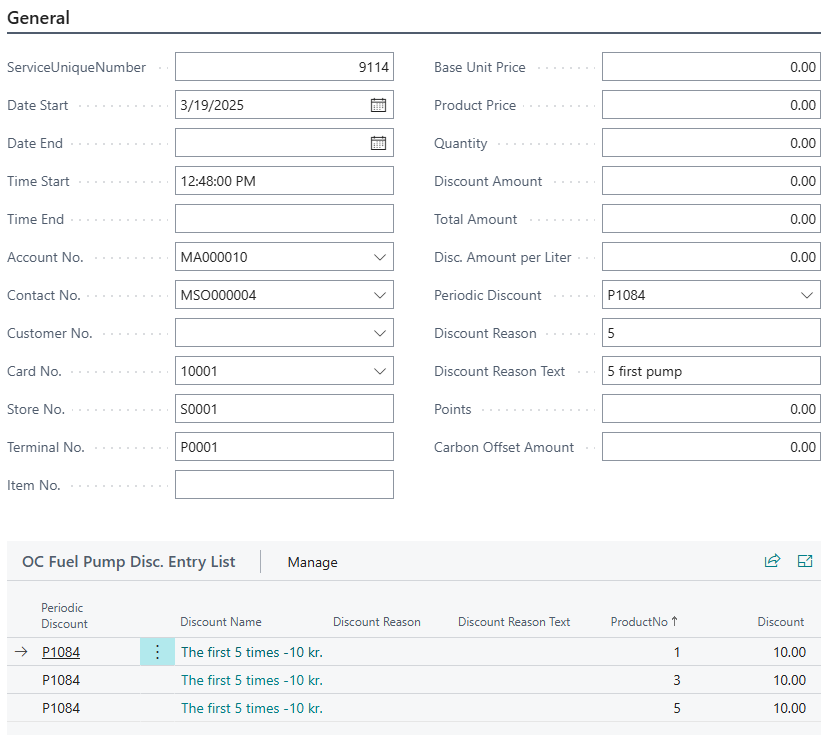 General
ServiceUniqueNumber 9114
Date Start 3/19/2025
Date End
Time Start 12:48:00 PM
Time End
Account No. MA000010
Contact No. MSO000004
Customer No.
Card No. 10001
Store No. S0001
Terminal No. P0001
Item No.
Base Unit Price 0.00
Product Price 0.00
Quantity 0.00
Discount Amount 0.00
Total Amount 0.00
Disc. Amount per Liter 0.00
Periodic Discount P1084
Discount Reason 5
Discount Reason Text 5 first pump
Points 0.00
Carbon Offset Amount 0.00
OC Fuel Pump Disc. Entry List Manage
Periodic
Discount Discount Name Discount Reason Discount Reason Text ProductNo↑ Discount
→ P1084 ⋮ The first 5 times -10 kr. 1 10.00
P1084 The first 5 times -10 kr. 3 10.00
P1084 The first 5 times -10 kr. 5 10.00